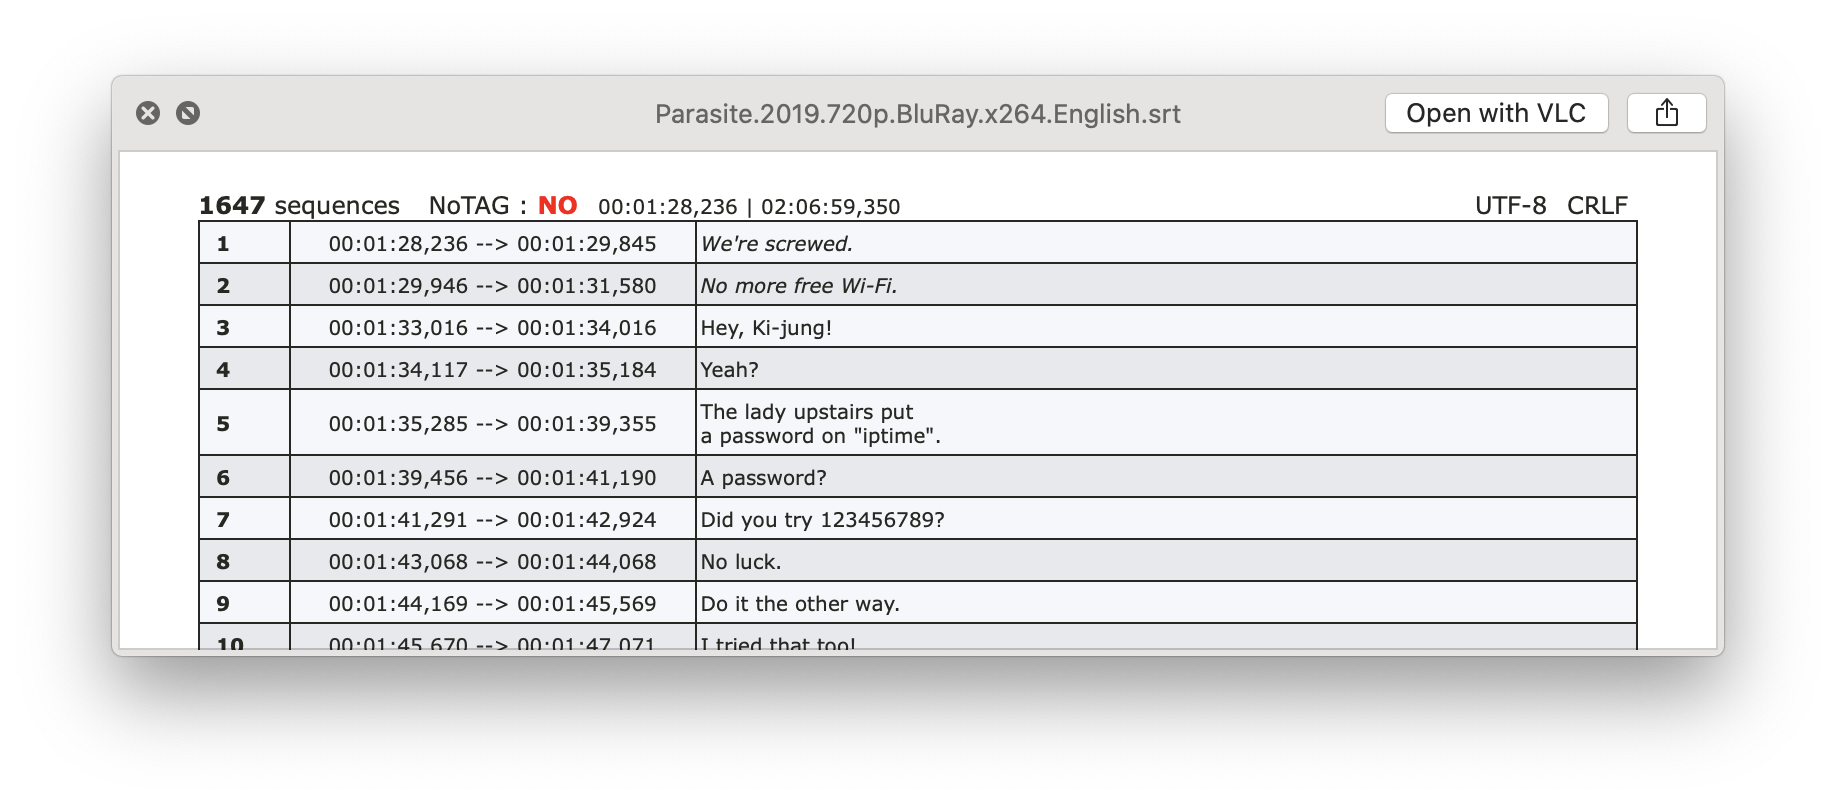 Parasite.2019.720p.BluRay.x264.English.srt Open with VLC
1647 sequences NoTAG : NO 00:01:28,236 | 02:06:59,350 UTF-8 CRLF
1 00:01:28,236 --> 00:01:29,845 We're screwed.
2 00:01:29,946 --> 00:01:31,580 No more free Wi-Fi.
3 00:01:33,016 --> 00:01:34,016 Hey, Ki-jung!
4 00:01:34,117 --> 00:01:35,184 Yeah?
5 00:01:35,285 --> 00:01:39,355 The lady upstairs put
a password on "iptime".
6 00:01:39,456 --> 00:01:41,190 A password?
7 00:01:41,291 --> 00:01:42,924 Did you try 123456789?
8 00:01:43,068 --> 00:01:44,068 No luck.
9 00:01:44,169 --> 00:01:45,569 Do it the other way.
10 00:01:45,670 --> 00:01:47,071 I tried that too!